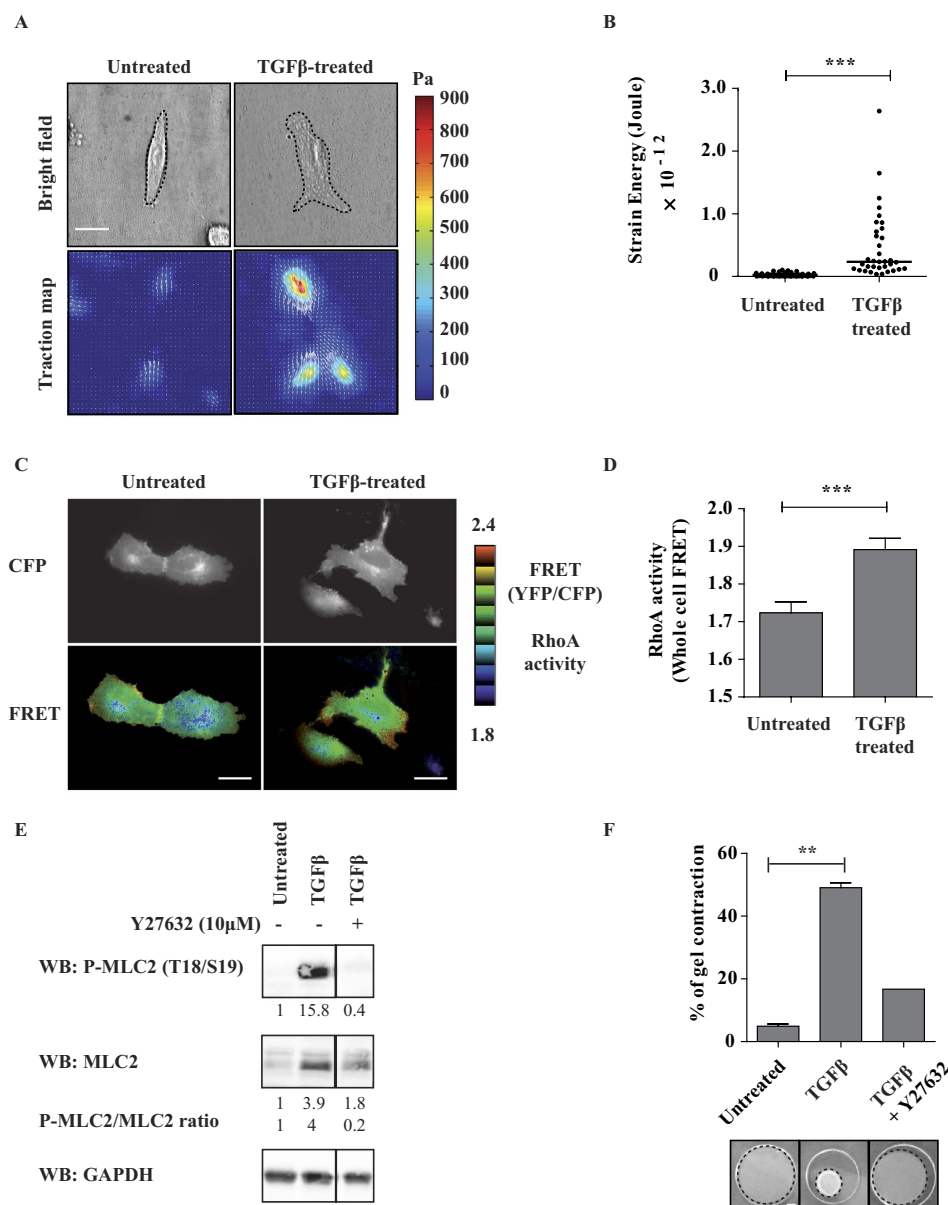 A
Untreated
TGFβ-treated
Pa
Bright field
Traction map
900
800
700
600
500
400
300
200
100
0
B
***
Strain Energy (Joule)
× 10⁻¹²
3.0
2.0
1.0
0
Untreated
TGFβ
treated
C
Untreated
TGFβ-treated
CFP
FRET
2.4
FRET
(YFP/CFP)
RhoA
activity
1.8
D
***
RhoA activity
(Whole cell FRET)
2.0
1.9
1.8
1.7
1.6
1.5
Untreated
TGFβ
treated
E
Untreated
TGFβ
TGFβ
Y27632 (10µM) - - +
WB: P-MLC2 (T18/S19)
1 15.8 0.4
WB: MLC2
1 3.9 1.8
P-MLC2/MLC2 ratio 1 4 0.2
WB: GAPDH
F
**
% of gel contraction
60
40
20
0
Untreated
TGFβ
TGFβ
+ Y27632